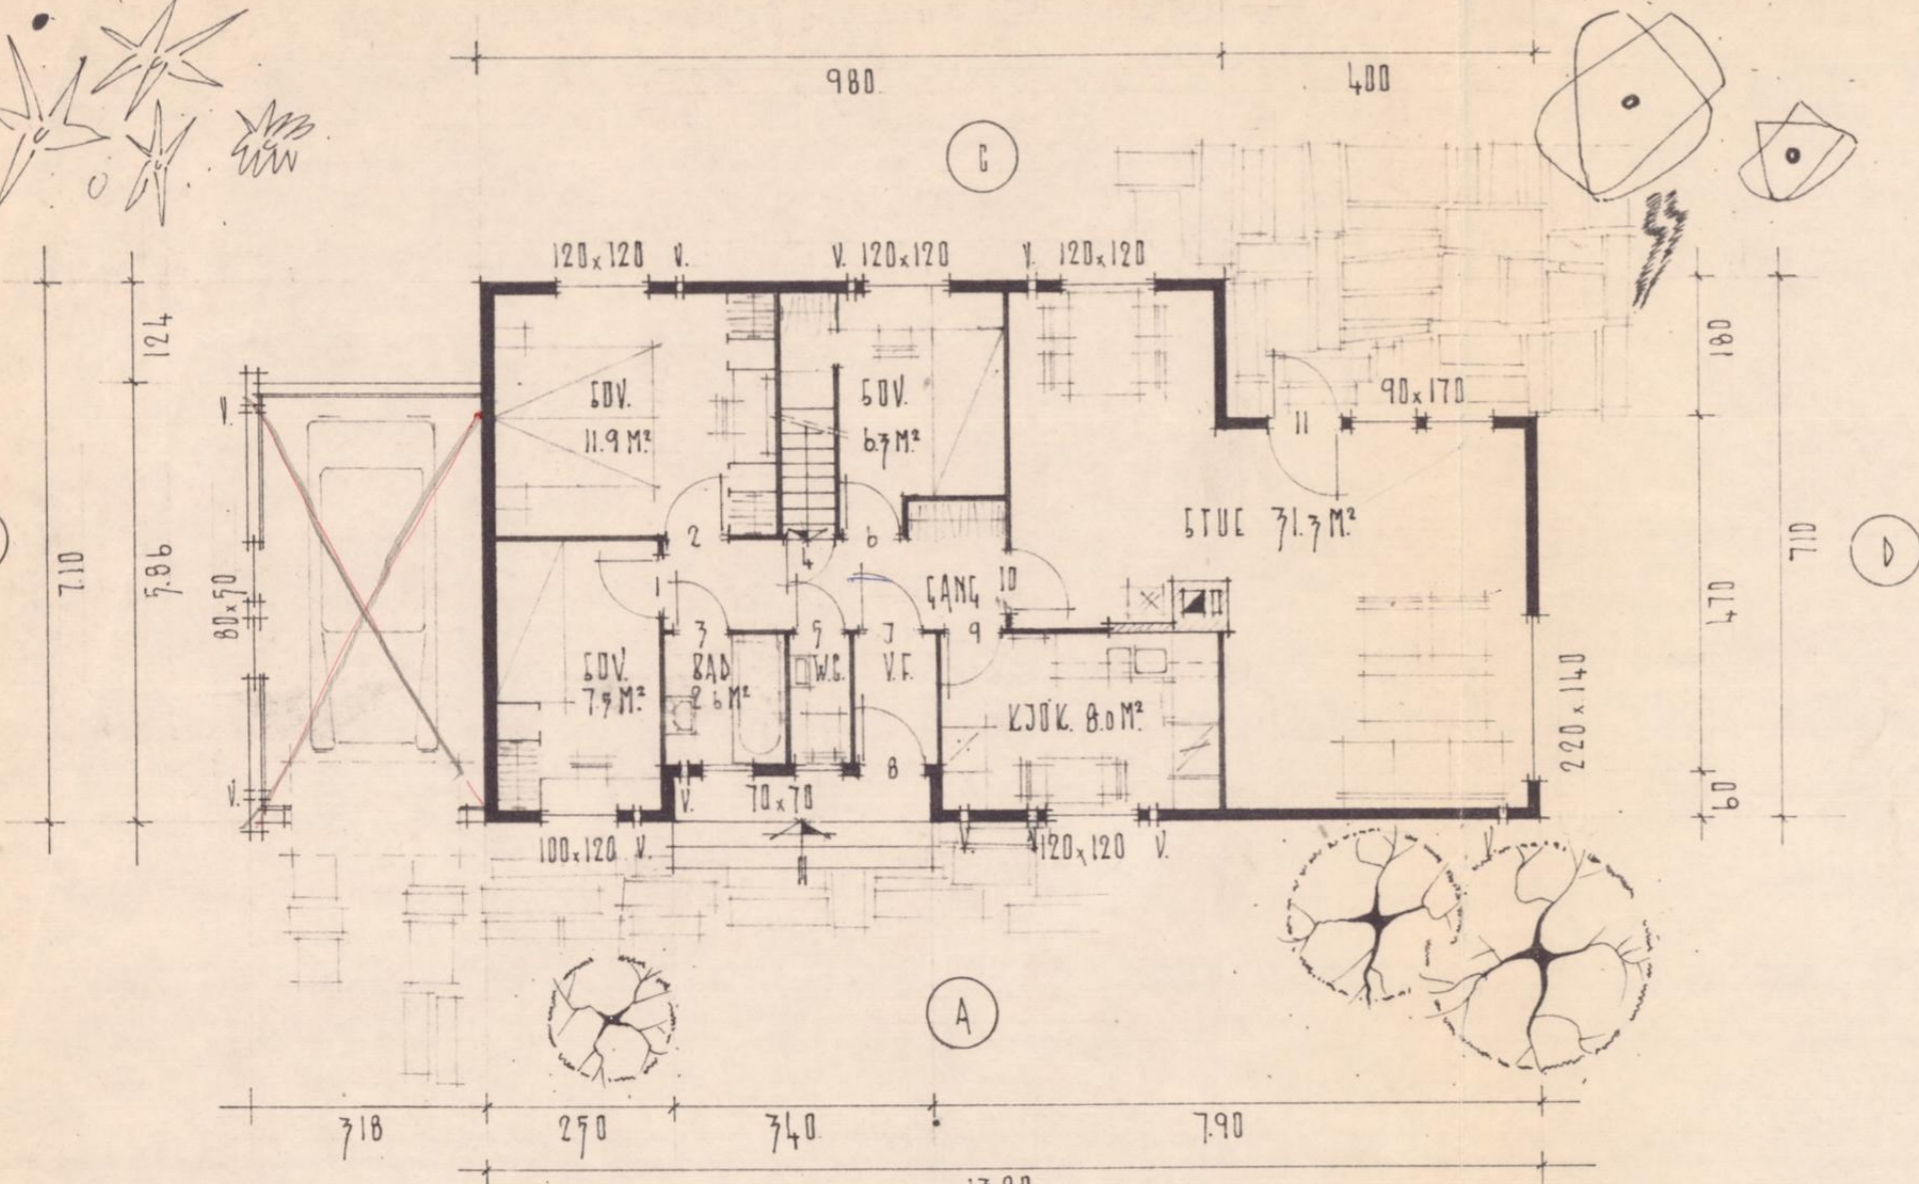 980
400
C
120x120 V.
V. 120x120
V. 120x120
124
180
V.
SOV.
11.9 M²
SOV.
6.3 M²
90x170
11
STUE 31.3 M²
7.10
5.86
80x50
2
4
6
1
GANG
10
710
D
470
3
5
7
9
SOV.
7.5 M²
BAD
2.6 M²
W.C.
V.F.
KJÖK. 8.0 M²
220x140
8
V.
V.
70x70
60
100x120 V.
V.
120x120 V.
V.
A
318
250
340
7.90